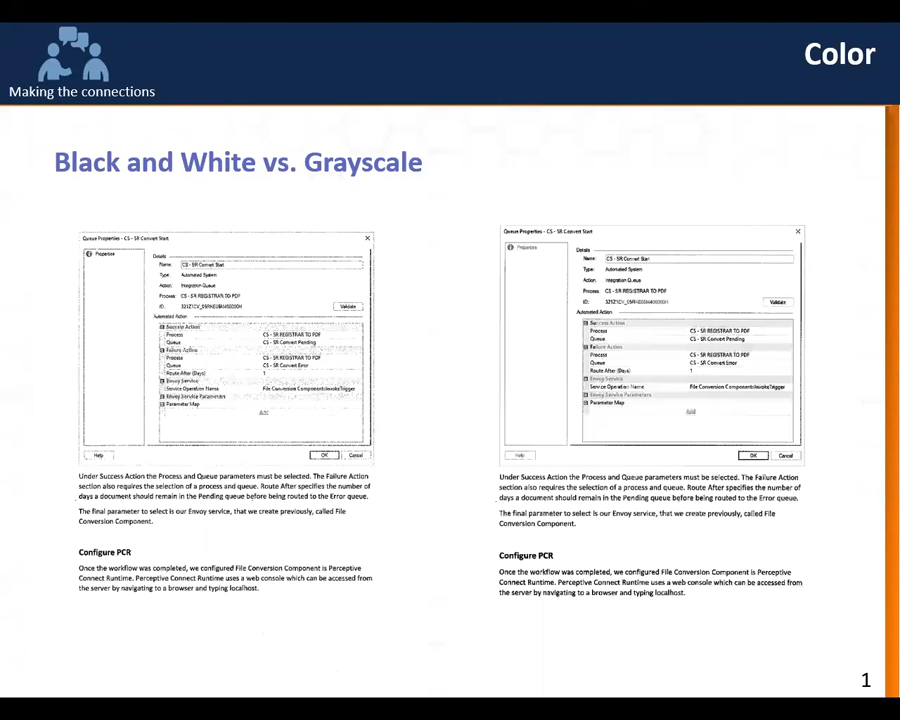 Color
Making the connections
Black and White vs. Grayscale
Queue Properties - CS - SR Convert Start
Properties
Details
Name: CS - SR Convert Start
Type: Automated System
Action: Integration Queue
Process: CS - SR REGISTRAR TO PDF
ID:
Validate
Automated Action
Success Action
Process CS - SR REGISTRAR TO PDF
Queue CS - SR Convert Pending
Failure Action
Process CS - SR REGISTRAR TO PDF
Queue CS - SR Convert Error
Route After (Days) 1
Envoy Service
Service Operation Name File Conversion Component:InvokeTrigger
Envoy Service Parameters
Parameter Map
Add
Help OK Cancel
Under Success Action the Process and Queue parameters must be selected. The Failure Action
section also requires the selection of a process and queue. Route After specifies the number of
days a document should remain in the Pending queue before being routed to the Error queue.
The final parameter to select is our Envoy service, that we create previously, called File
Conversion Component.
Configure PCR
Once the workflow was completed, we configured File Conversion Component is Perceptive
Connect Runtime. Perceptive Connect Runtime uses a web console which can be accessed from
the server by navigating to a browser and typing localhost.
Queue Properties - CS - SR Convert Start
Properties
Details
Name: CS - SR Convert Start
Type: Automated System
Action: Integration Queue
Process: CS - SR REGISTRAR TO PDF
ID:
Validate
Automated Action
Success Action
Process CS - SR REGISTRAR TO PDF
Queue CS - SR Convert Pending
Failure Action
Process CS - SR REGISTRAR TO PDF
Queue CS - SR Convert Error
Route After (Days) 1
Envoy Service
Service Operation Name File Conversion Component:InvokeTrigger
Envoy Service Parameters
Parameter Map
Add
Help OK Cancel
Under Success Action the Process and Queue parameters must be selected. The Failure Action
section also requires the selection of a process and queue. Route After specifies the number of
days a document should remain in the Pending queue before being routed to the Error queue.
The final parameter to select is our Envoy service, that we create previously, called File
Conversion Component.
Configure PCR
Once the workflow was completed, we configured File Conversion Component is Perceptive
Connect Runtime. Perceptive Connect Runtime uses a web console which can be accessed from
the server by navigating to a browser and typing localhost.
1